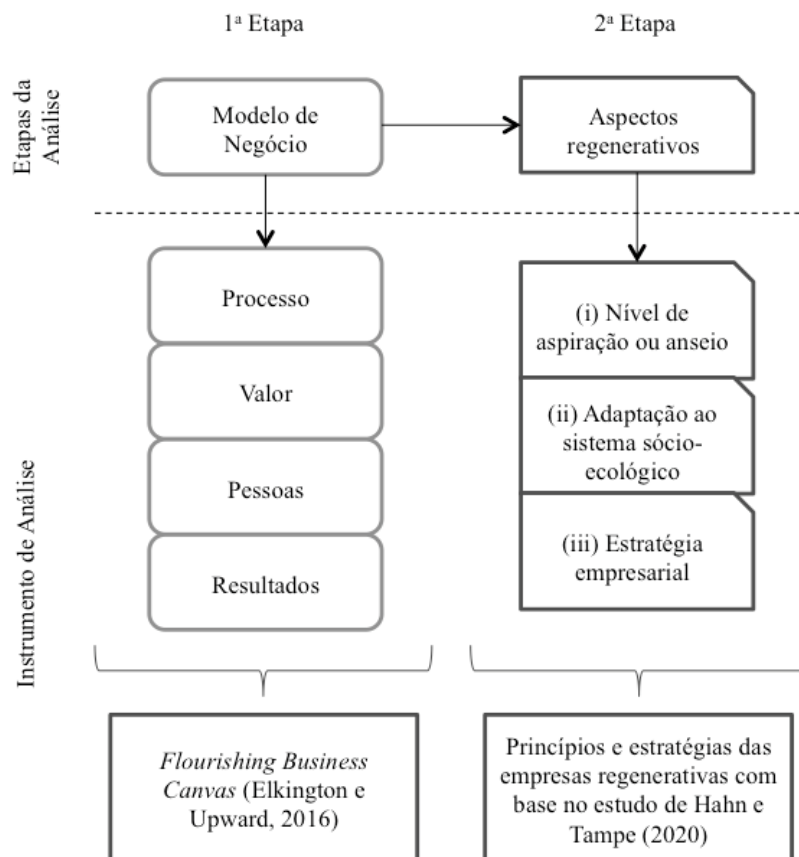 1ª Etapa
2ª Etapa
Etapas da
Análise
Modelo de
Negócio
Aspectos
regenerativos
Instrumento de Análise
Processo
Valor
Pessoas
Resultados
(i) Nível de
aspiração ou anseio
(ii) Adaptação ao
sistema sócio-
ecológico
(iii) Estratégia
empresarial
Flourishing Business
Canvas (Elkington e
Upward, 2016)
Princípios e estratégias das
empresas regenerativas com
base no estudo de Hahn e
Tampe (2020)